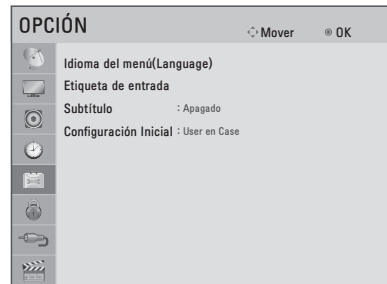 OPCIÓN
Mover OK
Idioma del menú(Language)
Etiqueta de entrada
Subtítulo : Apagado
Configuración Inicial : User en Case